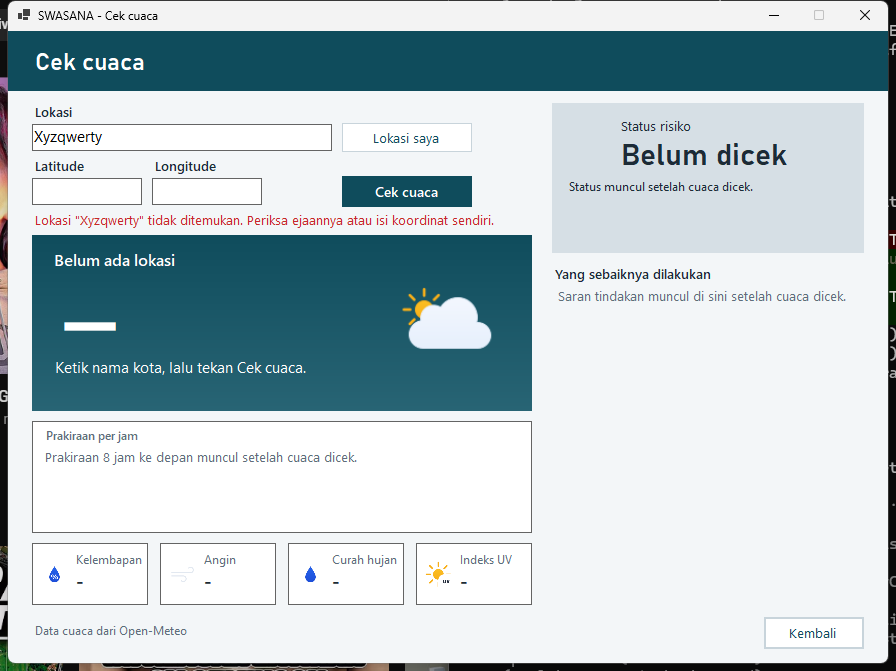 SWASANA - Cek cuaca
Cek cuaca
Lokasi
Xyzqwerty
Lokasi saya
Latitude
Longitude
Cek cuaca
Lokasi "Xyzqwerty" tidak ditemukan. Periksa ejaannya atau isi koordinat sendiri.
Belum ada lokasi
Ketik nama kota, lalu tekan Cek cuaca.
Prakiraan per jam
Prakiraan 8 jam ke depan muncul setelah cuaca dicek.
Kelembapan
-
Angin
-
Curah hujan
-
Indeks UV
-
%
UV
Data cuaca dari Open-Meteo
Status risiko
Belum dicek
Status muncul setelah cuaca dicek.
Yang sebaiknya dilakukan
Saran tindakan muncul di sini setelah cuaca dicek.
Kembali